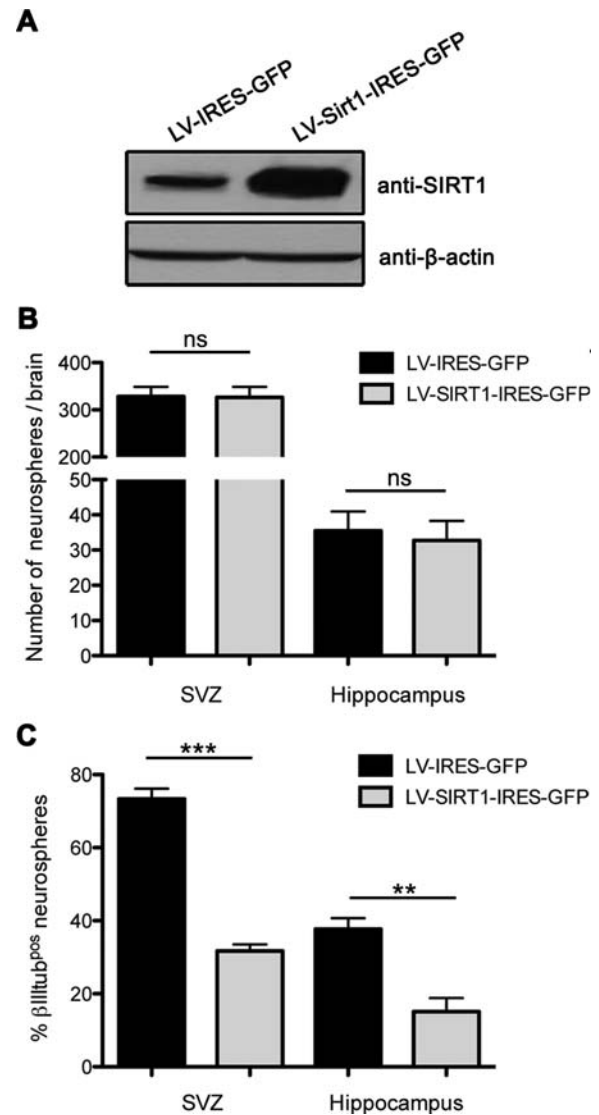 A
LV-IRES-GFP
LV-Sirt1-IRES-GFP
anti-SIRT1
anti-β-actin
B
ns
LV-IRES-GFP
LV-SIRT1-IRES-GFP
Number of neurospheres / brain
400
300
200
50
40
30
20
10
0
ns
SVZ
Hippocampus
C
***
LV-IRES-GFP
LV-SIRT1-IRES-GFP
% βIIItubpos neurospheres
80
60
40
20
0
**
SVZ
Hippocampus